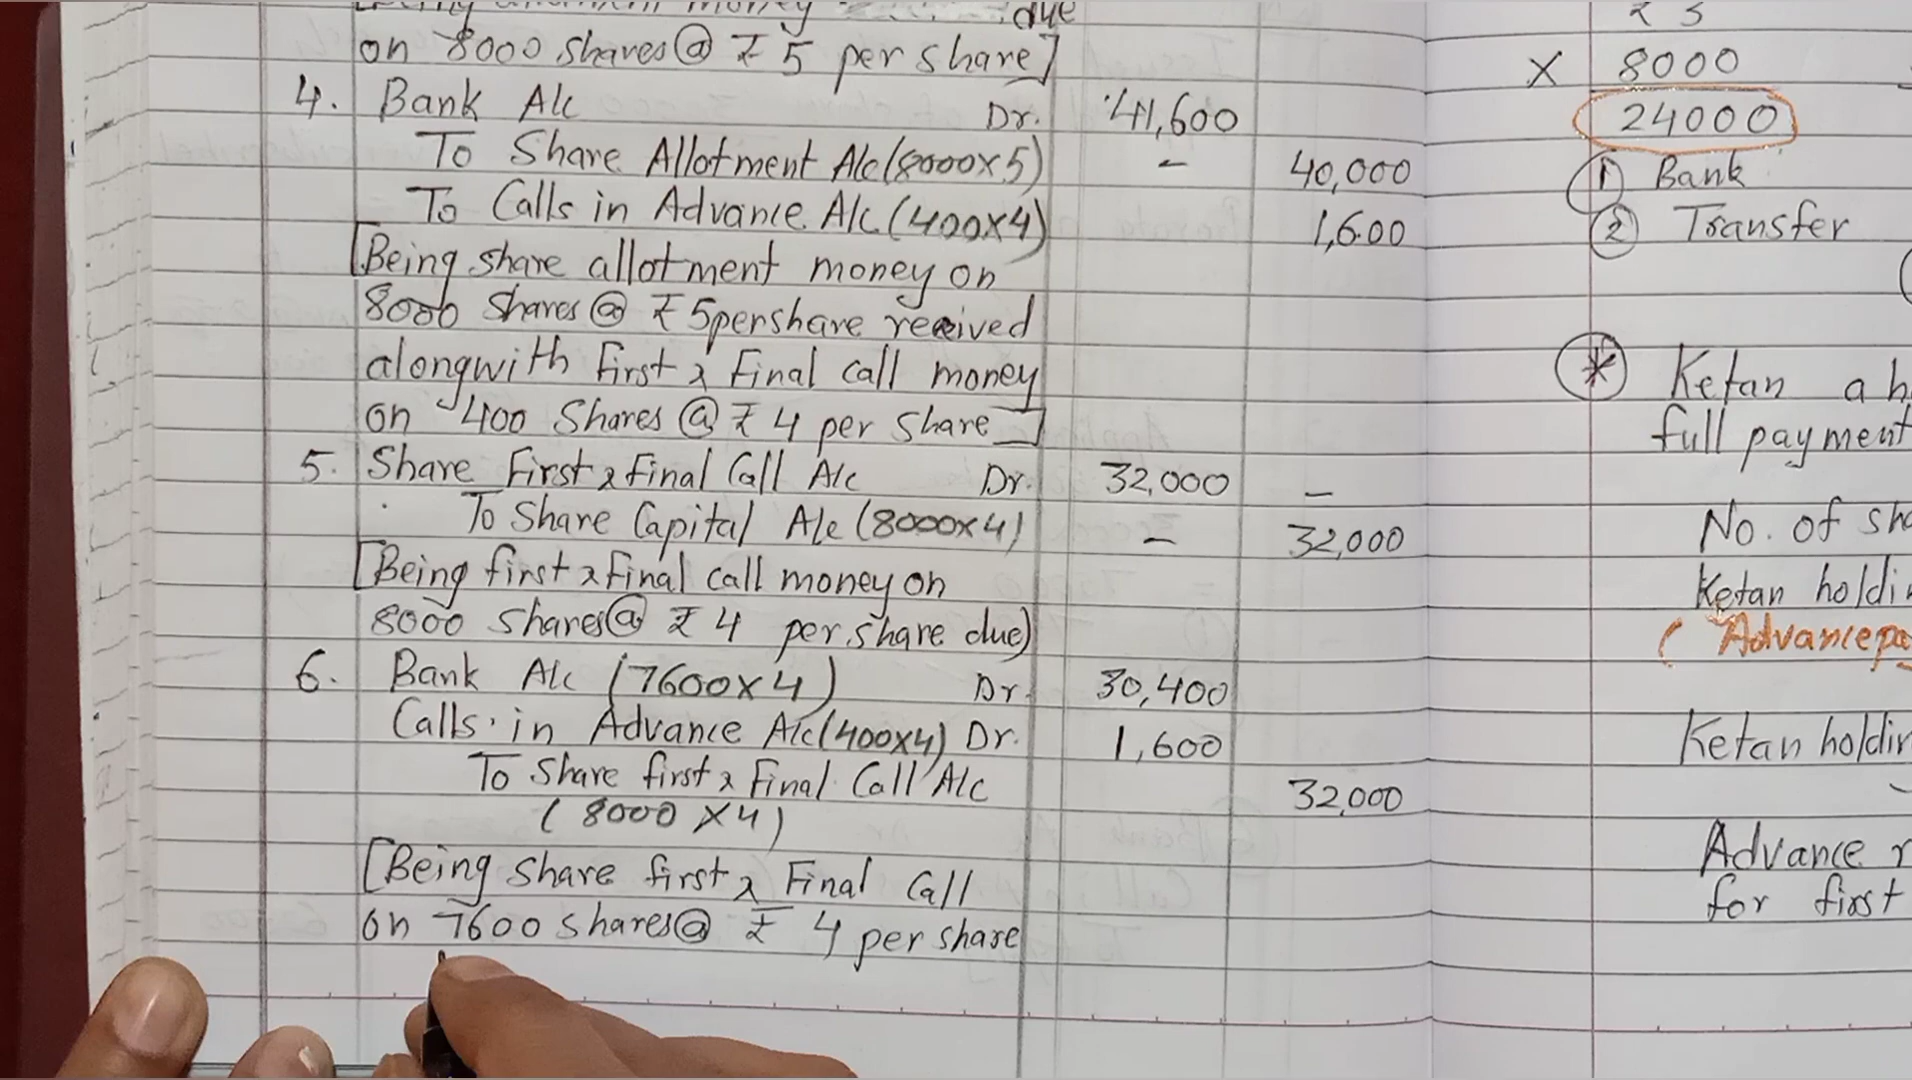 due
on 8000 Shares @ ₹ 5 per share]
4. Bank A/c Dr. 41,600
To Share Allotment A/c (8000x5) - 40,000
To Calls in Advance A/c (400x4) 1,600
[Being share allotment money on
8000 Shares @ ₹ 5 per share received
alongwith first & Final call money
on 400 Shares @ ₹ 4 per Share]
5. Share First & Final Call A/c Dr. 32,000 -
To Share Capital A/c (8000x4) - 32,000
[Being first & Final call money on
8000 shares @ ₹ 4 per share due)
6. Bank A/c (7600x4) Dr. 30,400
Calls in Advance A/c (400x4) Dr. 1,600
To Share first & Final Call A/c 32,000
(8000 X4)
[Being Share first & Final Call
on 7600 shares @ ₹ 4 per share
X 8000
24000
① Bank
② Transfer
* Ketan a
full payment
No. of
Ketan
( Advance
Ketan
Advance
for first